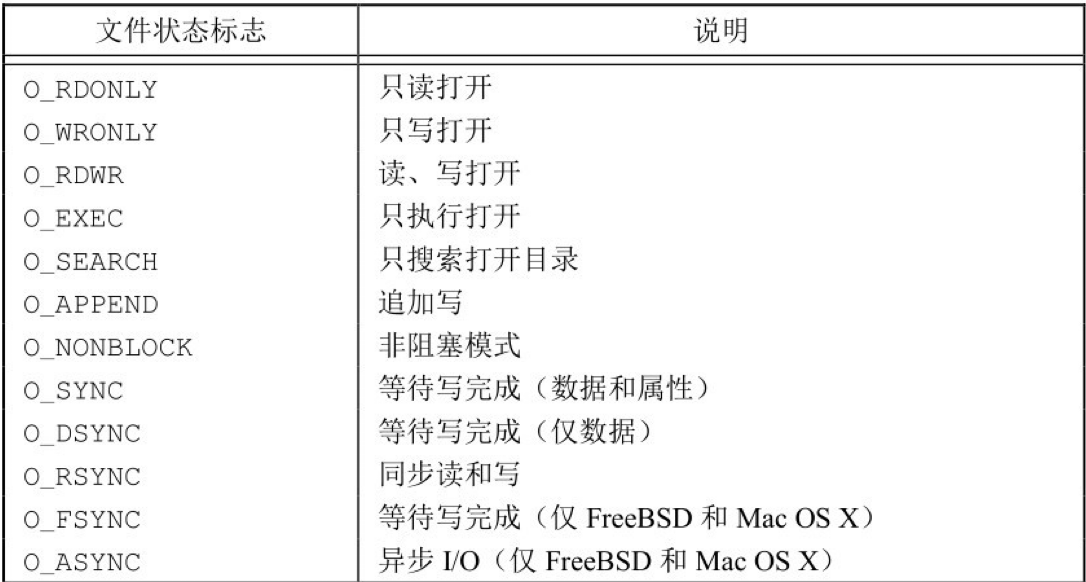 文件状态标志 说明
O_RDONLY 只读打开
O_WRONLY 只写打开
O_RDWR 读、写打开
O_EXEC 只执行打开
O_SEARCH 只搜索打开目录
O_APPEND 追加写
O_NONBLOCK 非阻塞模式
O_SYNC 等待写完成（数据和属性）
O_DSYNC 等待写完成（仅数据）
O_RSYNC 同步读和写
O_FSYNC 等待写完成（仅 FreeBSD 和 Mac OS X）
O_ASYNC 异步 I/O（仅 FreeBSD 和 Mac OS X）